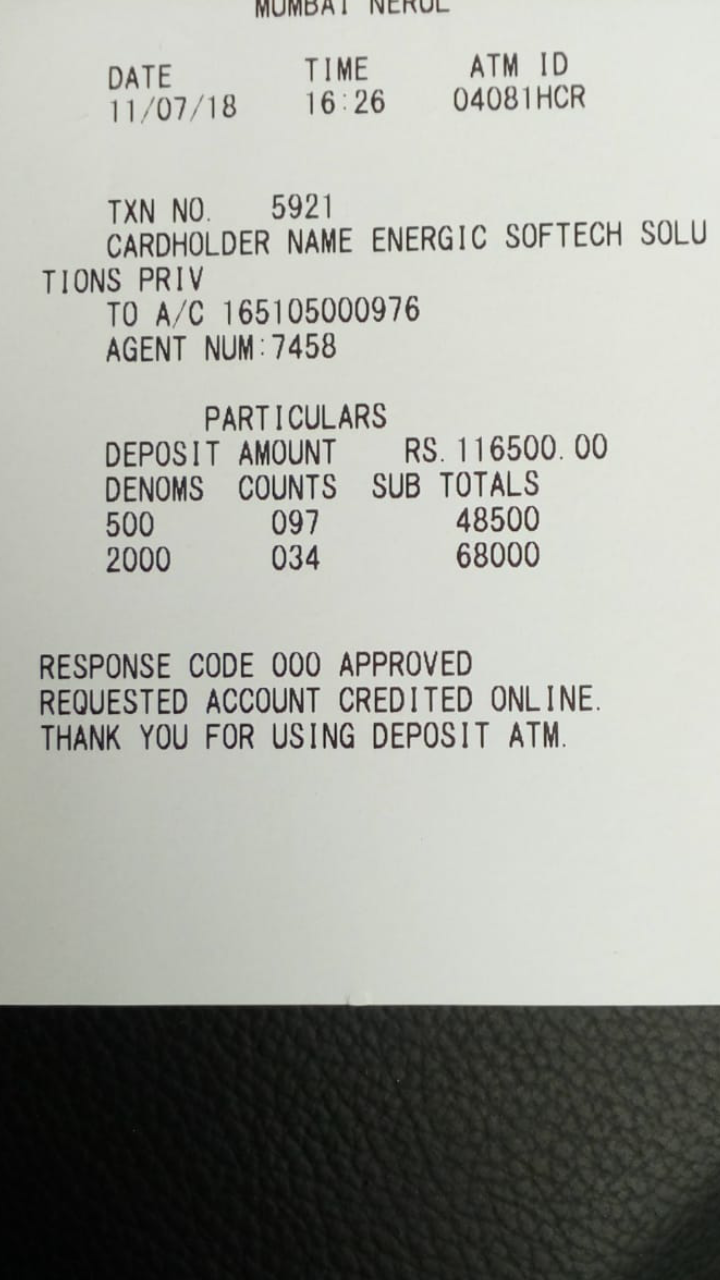 MUMBAI NERUL
DATE TIME ATM ID
11/07/18 16:26 04081HCR
TXN NO. 5921
CARDHOLDER NAME ENERGIC SOFTECH SOLU
TIONS PRIV
TO A/C 165105000976
AGENT NUM:7458
PARTICULARS
DEPOSIT AMOUNT RS. 116500.00
DENOMS COUNTS SUB TOTALS
500 097 48500
2000 034 68000
RESPONSE CODE 000 APPROVED
REQUESTED ACCOUNT CREDITED ONLINE.
THANK YOU FOR USING DEPOSIT ATM.